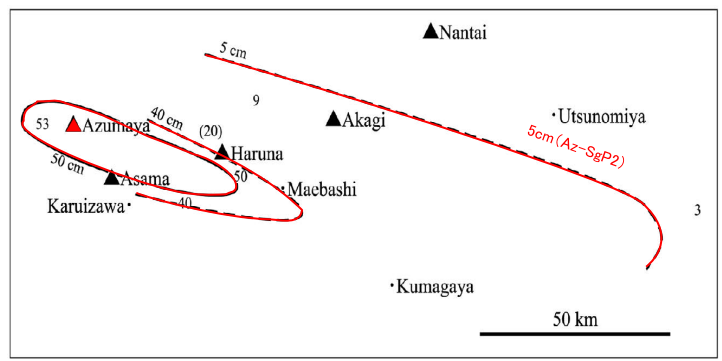 Nantai
5 cm
9
40 cm
Akagi
Utsunomiya
53
Azumaya
(20)
5cm(Az-SgP2)
Haruna
50 cm
Asama
50
Maebashi
Karuizawa
40
3
Kumagaya
50 km